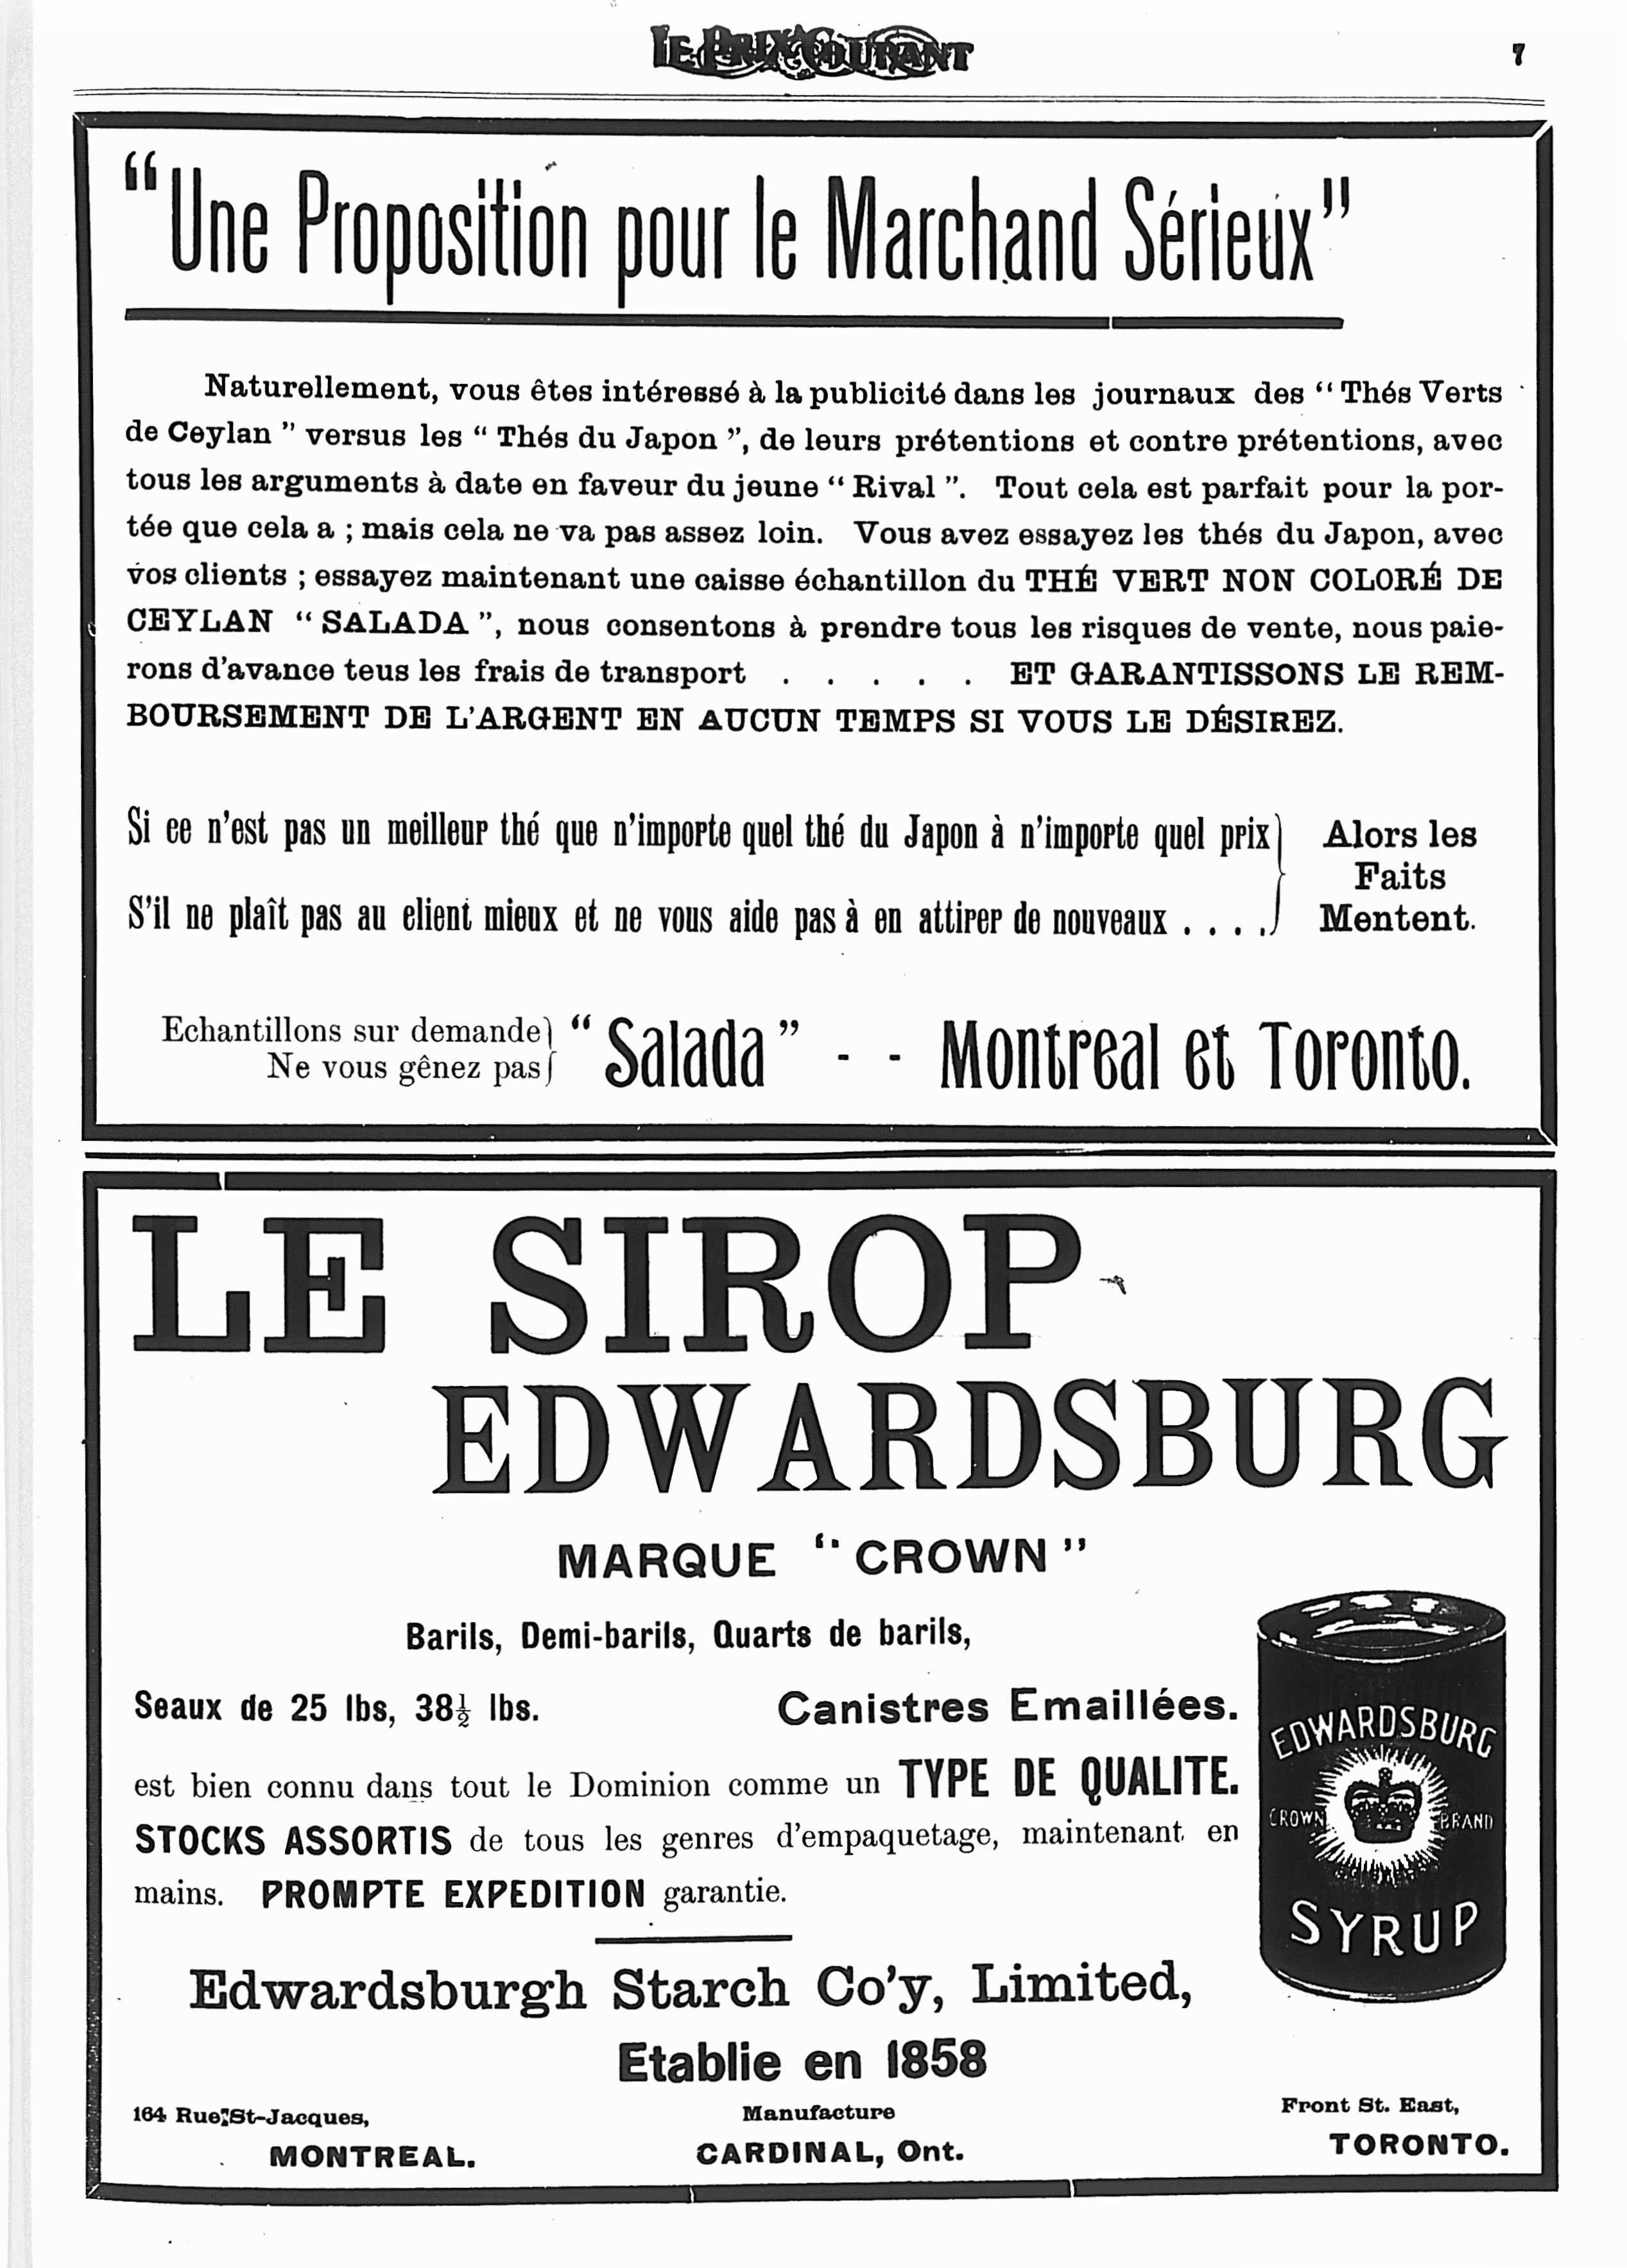 LE PRIX COURANT
7
“Une Proposition pour le Marchand Sérieux”
Naturellement, vous êtes intéressé à la publicité dans les journaux des “ Thés Verts
de Ceylan ” versus les “ Thés du Japon ”, de leurs prétentions et contre prétentions, avec
tous les arguments à date en faveur du jeune “ Rival ”. Tout cela est parfait pour la por-
tée que cela a ; mais cela ne va pas assez loin. Vous avez essayez les thés du Japon, avec
vos clients ; essayez maintenant une caisse échantillon du THÉ VERT NON COLORÉ DE
CEYLAN “ SALADA ”, nous consentons à prendre tous les risques de vente, nous paie-
rons d’avance teus les frais de transport . . . . . ET GARANTISSONS LE REM-
BOURSEMENT DE L’ARGENT EN AUCUN TEMPS SI VOUS LE DÉSIREZ.
Si ce n’est pas un meilleur thé que n’importe quel thé du Japon à n’importe quel prix
S’il ne plaît pas au client mieux et ne vous aide pas à en attirer de nouveaux . . . .
Alors les
Faits
Mentent.
Echantillons sur demande
Ne vous gênez pas
“ Salada ” - - Montreal et Toronto.
LE SIROP
EDWARDSBURG
MARQUE “ CROWN ”
Barils, Demi-barils, Quarts de barils,
Seaux de 25 lbs, 38½ lbs. Canistres Emaillées.
est bien connu dans tout le Dominion comme un TYPE DE QUALITE.
STOCKS ASSORTIS de tous les genres d’empaquetage, maintenant en
mains. PROMPTE EXPEDITION garantie.
EDWARDSBURG
CROWN BRAND
SYRUP
Edwardsburgh Starch Co’y, Limited,
Etablie en 1858
164 Rue St-Jacques,
MONTREAL.
Manufacture
CARDINAL, Ont.
Front St. East,
TORONTO.